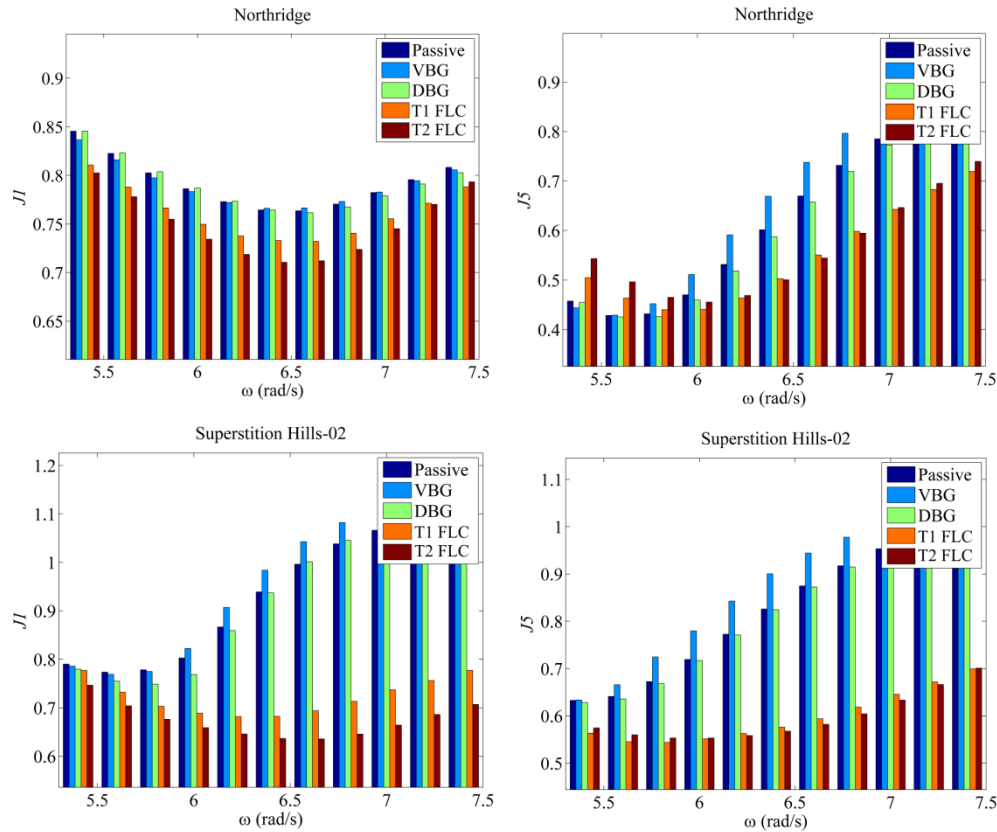 Northridge
Passive
VBG
DBG
T1 FLC
T2 FLC
0.9
0.85
0.8
0.75
0.7
0.65
J1
5.5 6 6.5 7 7.5
ω (rad/s)
Northridge
Passive
VBG
DBG
T1 FLC
T2 FLC
0.9
0.8
0.7
0.6
0.5
0.4
J5
5.5 6 6.5 7 7.5
ω (rad/s)
Superstition Hills-02
Passive
VBG
DBG
T1 FLC
T2 FLC
1.2
1.1
1
0.9
0.8
0.7
0.6
J1
5.5 6 6.5 7 7.5
ω (rad/s)
Superstition Hills-02
Passive
VBG
DBG
T1 FLC
T2 FLC
1.1
1
0.9
0.8
0.7
0.6
0.5
J5
5.5 6 6.5 7 7.5
ω (rad/s)